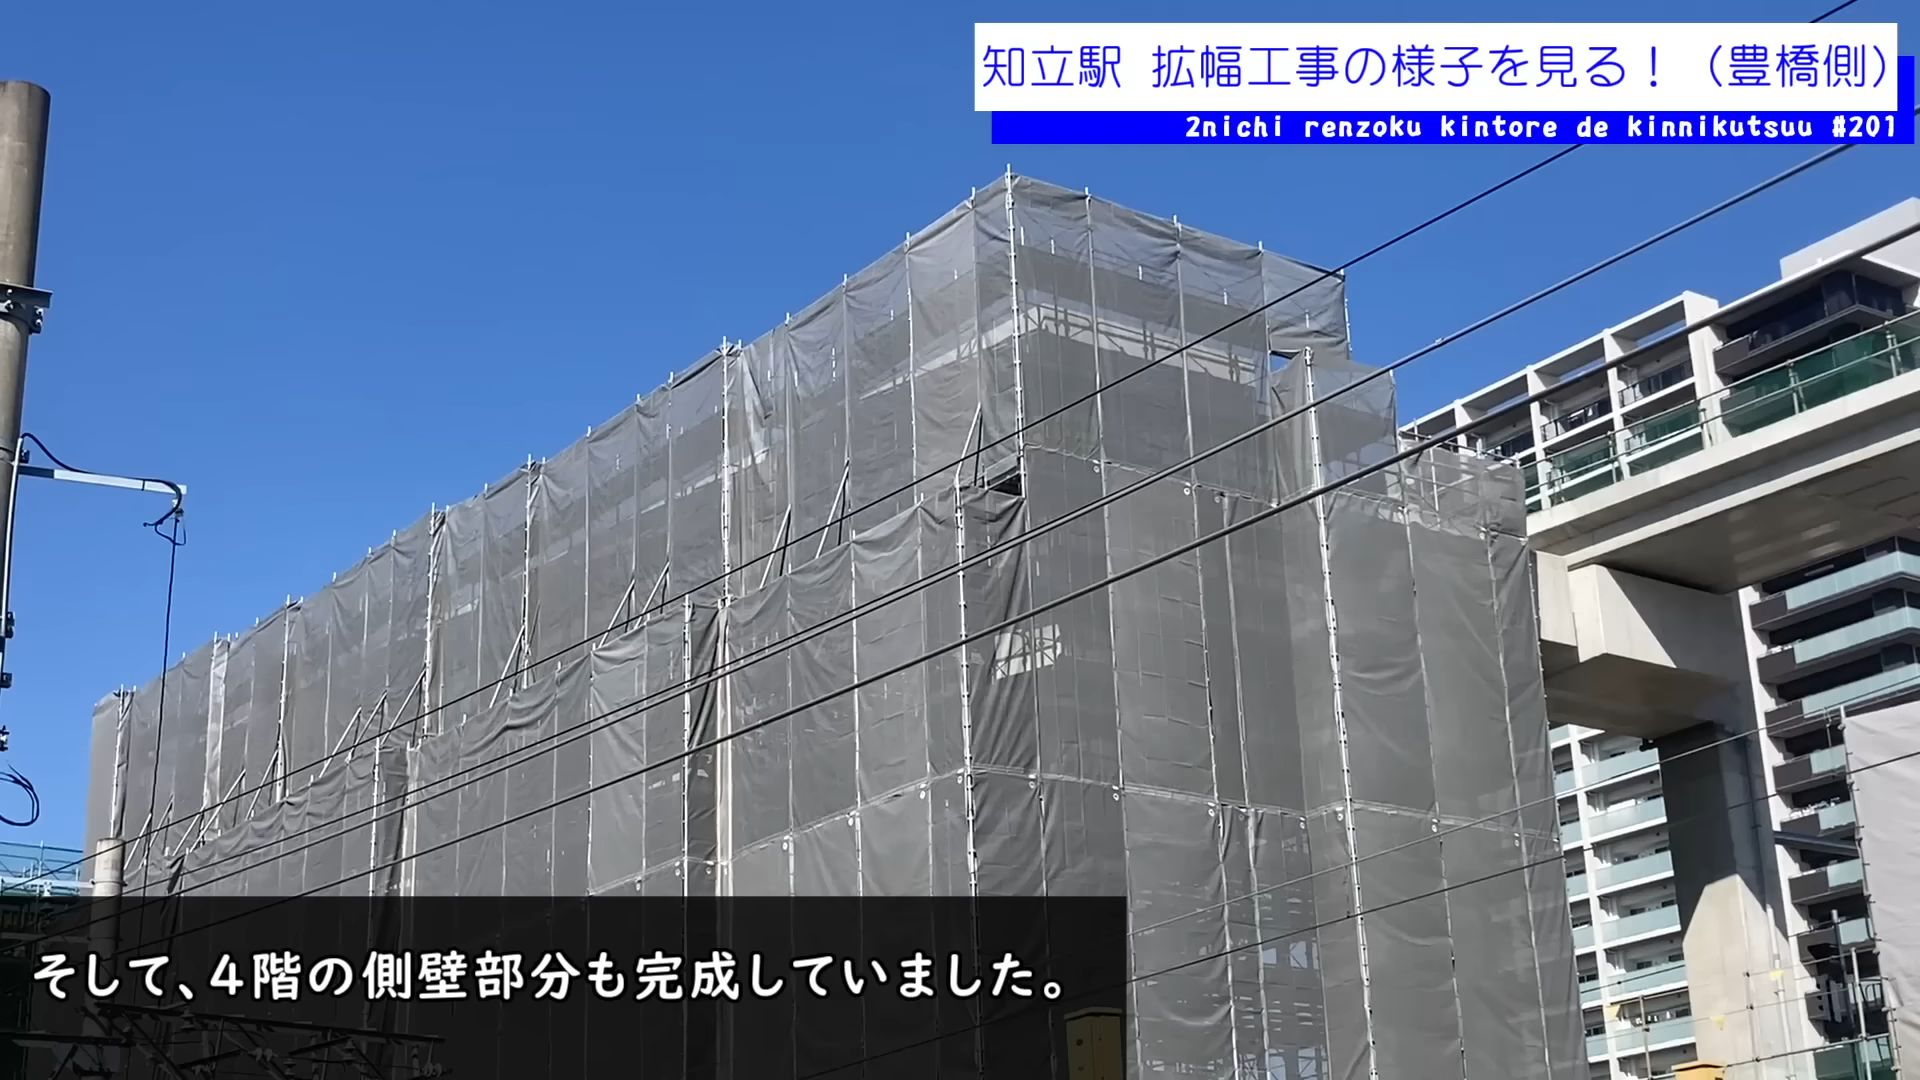 知立駅 拡幅工事の様子を見る！（豊橋側）
2nichi renzoku kintore de kinnikutsuu #201
そして、４階の側壁部分も完成していました。